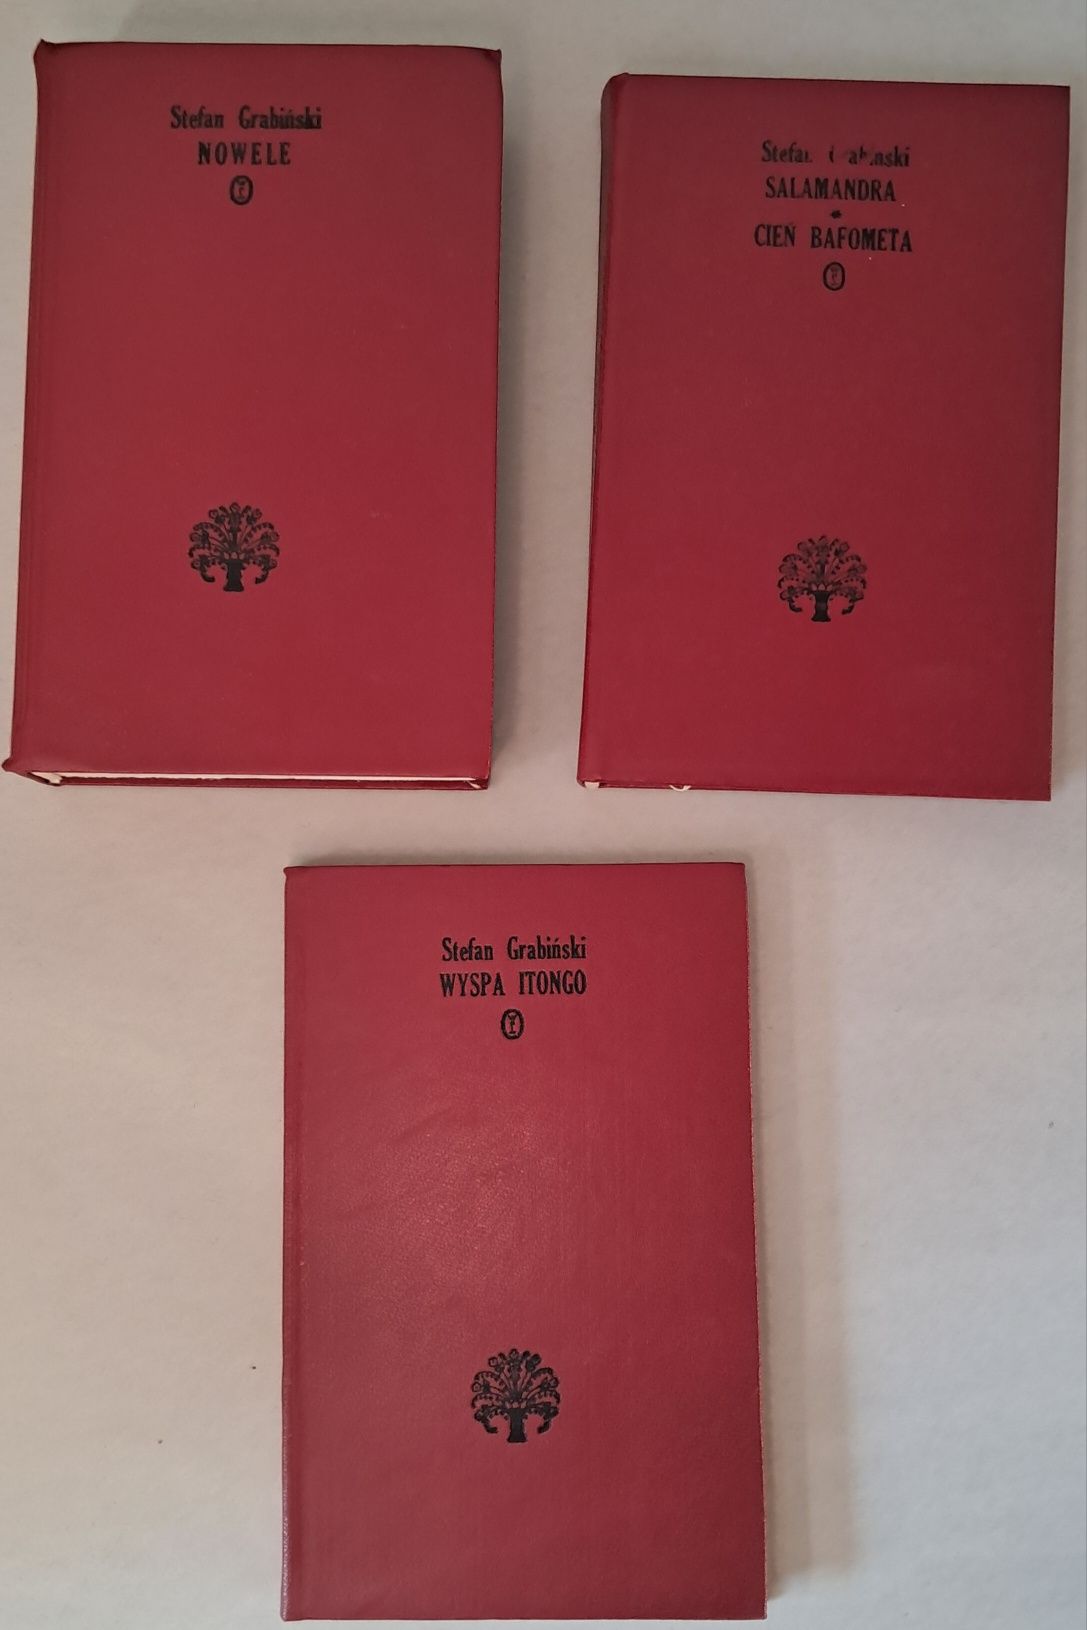 Stefan Grabiński
NOWELE
SALAMANDRA
*
CIEŃ BAFOMETA
Stefan Grabiński
WYSPA ITONGO